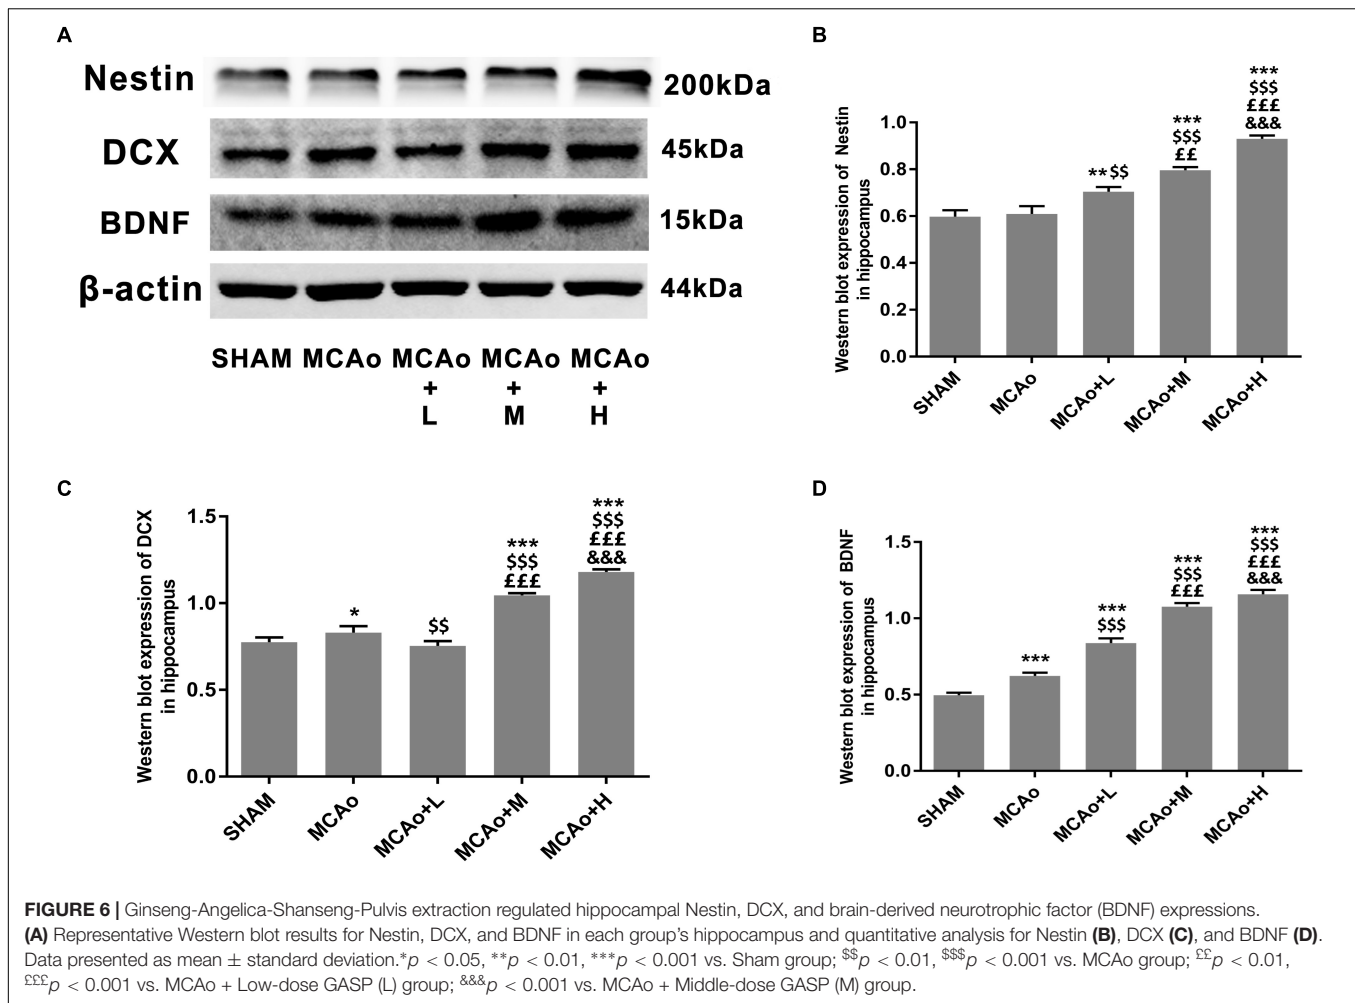 A
Nestin 200kDa
DCX 45kDa
BDNF 15kDa
β-actin 44kDa
SHAM MCAo MCAo MCAo MCAo
+ + +
L M H
B
Western blot expression of Nestin
in hippocampus
1.0
0.8
0.6
0.4
0.2
0.0
**$$
***
$$$
££
***
$$$
£££
&&&
SHAM
MCAo
MCAo+L
MCAo+M
MCAo+H
C
Western blot expression of DCX
in hippocampus
1.5
1.0
0.5
0.0
*
$$
***
$$$
£££
***
$$$
£££
&&&
SHAM
MCAo
MCAo+L
MCAo+M
MCAo+H
D
Western blot expression of BDNF
in hippocampus
1.5
1.0
0.5
0.0
***
***
$$$
***
$$$
£££
***
$$$
£££
&&&
SHAM
MCAo
MCAo+L
MCAo+M
MCAo+H
FIGURE 6 | Ginseng-Angelica-Shanseng-Pulvis extraction regulated hippocampal Nestin, DCX, and brain-derived neurotrophic factor (BDNF) expressions.
(A) Representative Western blot results for Nestin, DCX, and BDNF in each group's hippocampus and quantitative analysis for Nestin (B), DCX (C), and BDNF (D).
Data presented as mean ± standard deviation.*p < 0.05, **p < 0.01, ***p < 0.001 vs. Sham group; $$p < 0.01, $$$p < 0.001 vs. MCAo group; ££p < 0.01,
£££p < 0.001 vs. MCAo + Low-dose GASP (L) group; &&&p < 0.001 vs. MCAo + Middle-dose GASP (M) group.